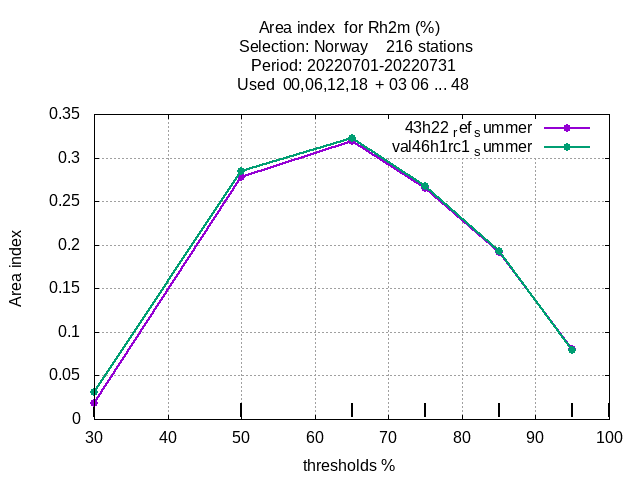 Area index for Rh2m (%)
Selection: Norway 216 stations
Period: 20220701-20220731
Used 00,06,12,18 + 03 06 ... 48
43h22 ref summer
val46h1rc1 summer
0.35
0.3
0.25
0.2
0.15
0.1
0.05
0
Area index
30 40 50 60 70 80 90 100
thresholds %